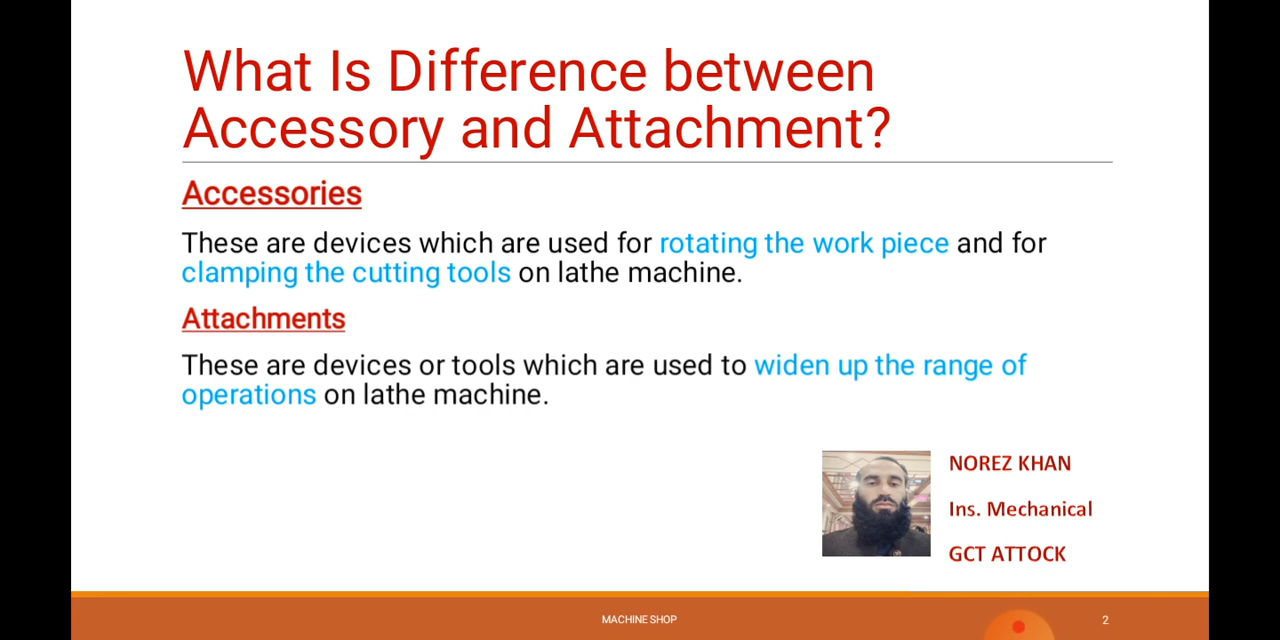 What Is Difference between
Accessory and Attachment?
Accessories
These are devices which are used for rotating the work piece and for
clamping the cutting tools on lathe machine.
Attachments
These are devices or tools which are used to widen up the range of
operations on lathe machine.
NOREZ KHAN
Ins. Mechanical
GCT ATTOCK
MACHINE SHOP
2